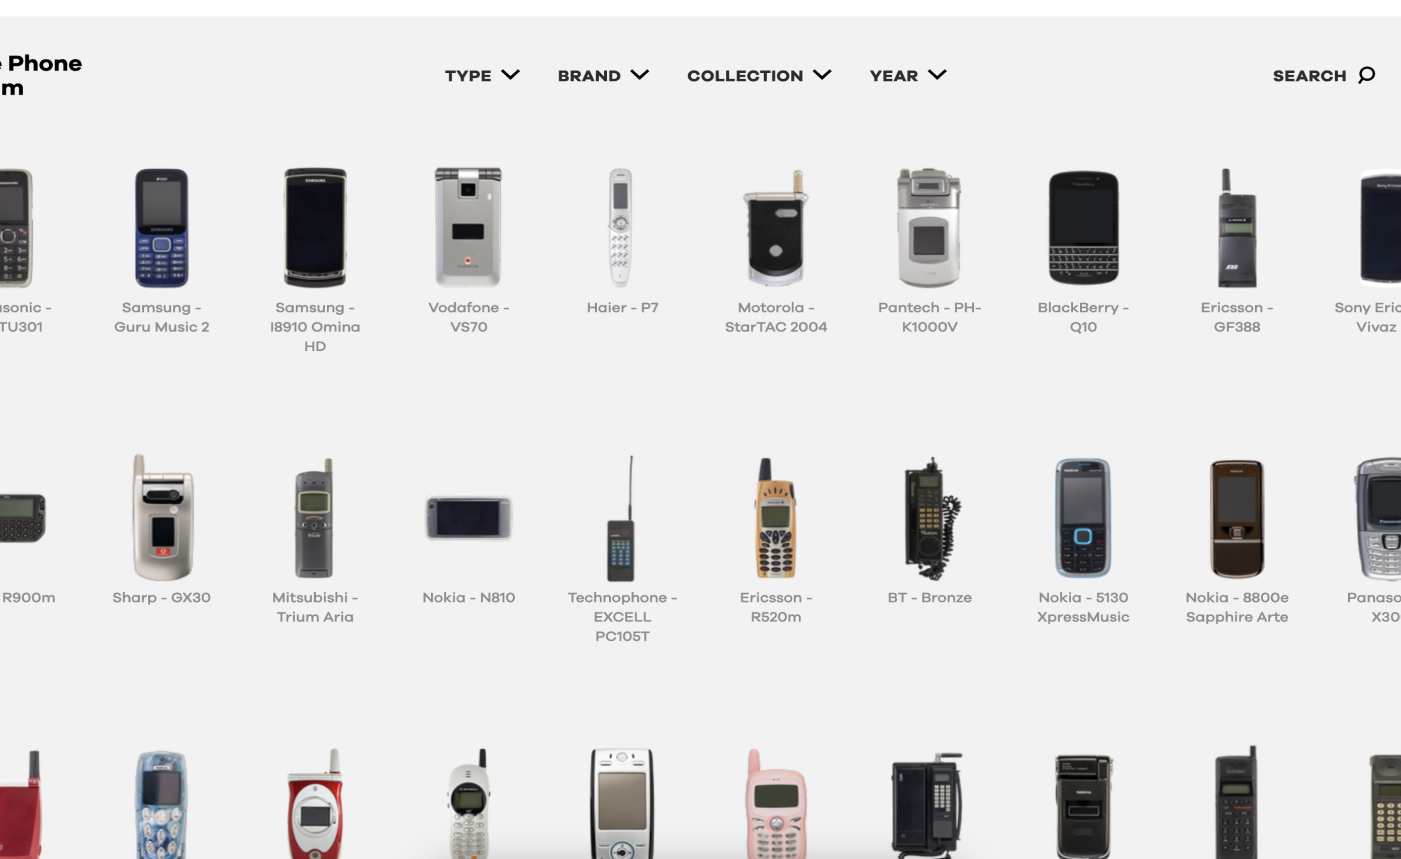 Phone
m
TYPE
BRAND
COLLECTION
YEAR
SEARCH
sonic -
TU301
Samsung -
Guru Music 2
Samsung -
I8910 Omina
HD
Vodafone -
VS70
Haier - P7
Motorola -
StarTAC 2004
Pantech - PH-
K1000V
BlackBerry -
Q10
Ericsson -
GF388
Sony Eric
Vivaz
R900m
Sharp - GX30
Mitsubishi -
Trium Aria
Nokia - N810
Technophone -
EXCELL
PC105T
Ericsson -
R520m
BT - Bronze
Nokia - 5130
XpressMusic
Nokia - 8800e
Sapphire Arte
Panaso
X30